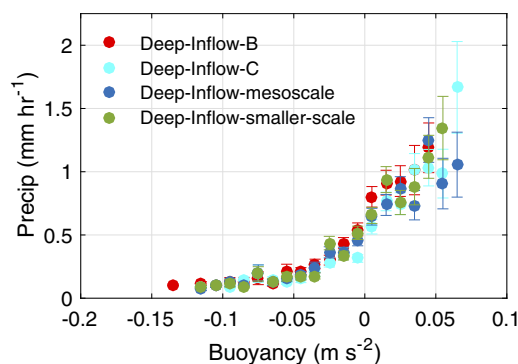 2
1.5
1
0.5
0
-0.2
-0.15
-0.1
-0.05
0
0.05
0.1
Precip (mm hr-1)
Buoyancy (m s-2)
Deep-Inflow-B
Deep-Inflow-C
Deep-Inflow-mesoscale
Deep-Inflow-smaller-scale